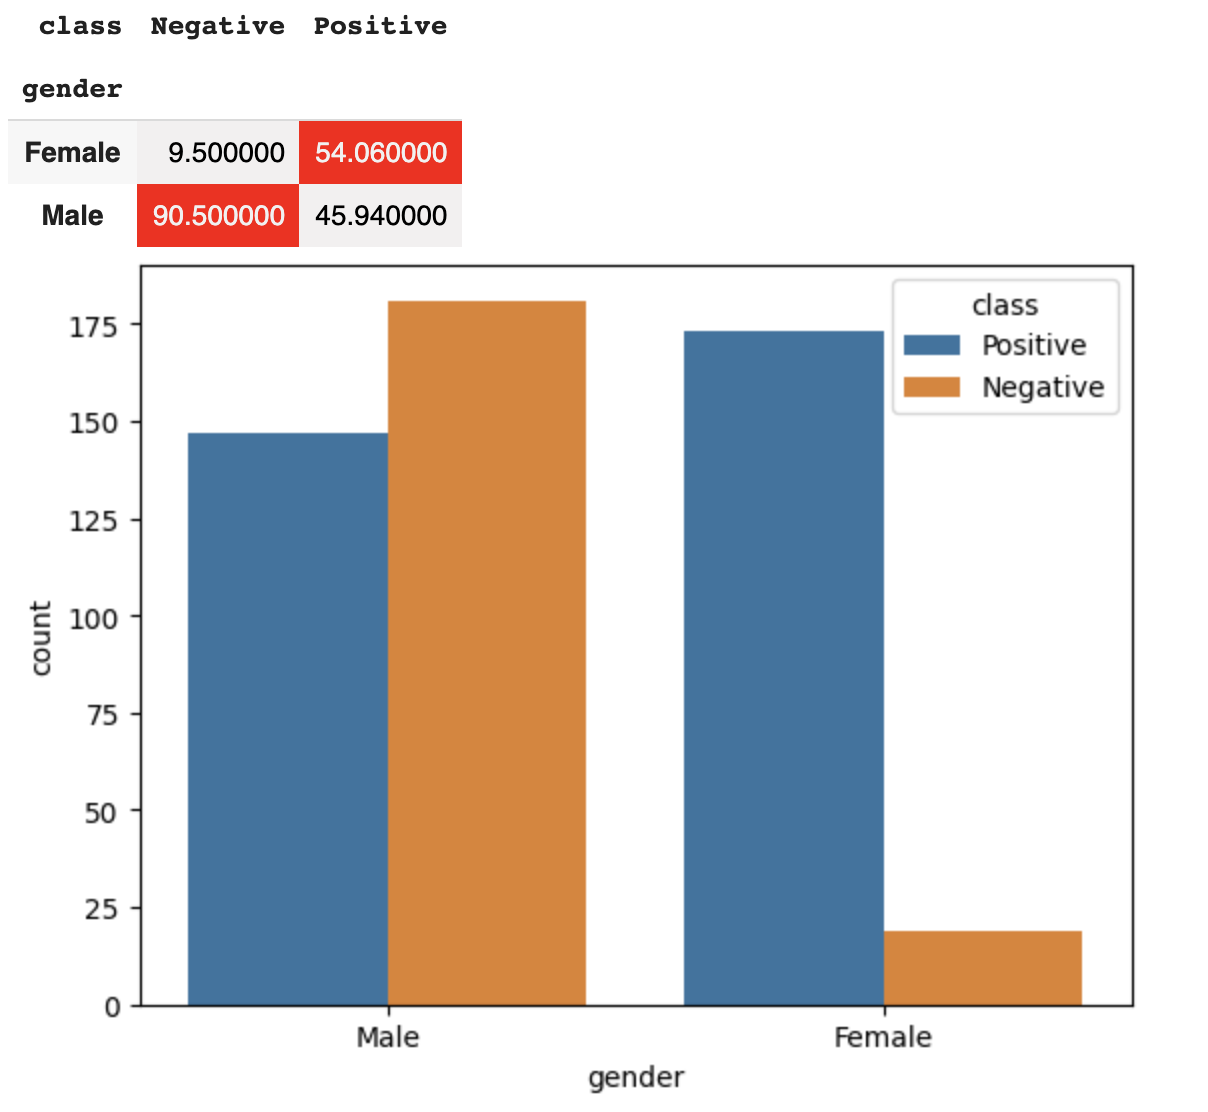 class Negative Positive
gender
Female 9.500000 54.060000
Male 90.500000 45.940000
class
Positive
Negative
175
150
125
100
75
50
25
0
count
Male Female
gender